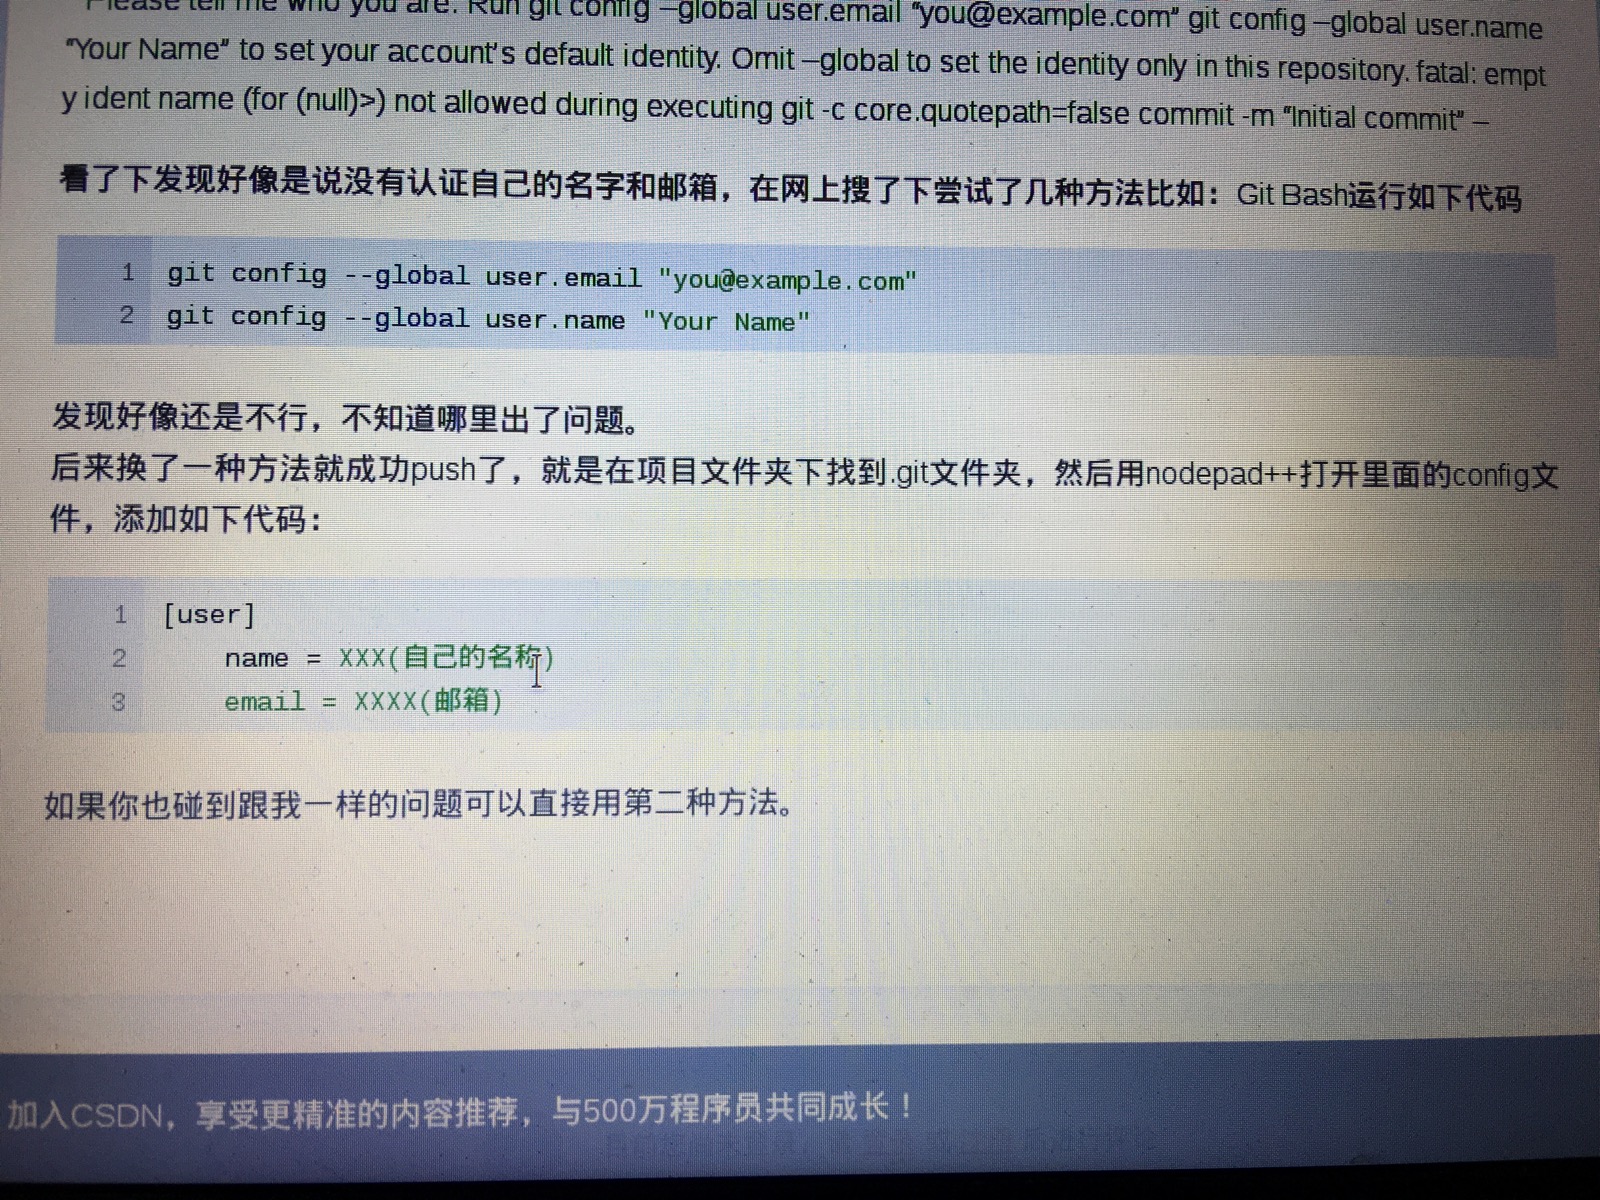 Please tell me who you are. Run git config –global user.email “you@example.com” git config –global user.name
“Your Name” to set your account’s default identity. Omit –global to set the identity only in this repository. fatal: empt
y ident name (for (null)>) not allowed during executing git -c core.quotepath=false commit -m “Initial commit” –
看了下发现好像是说没有认证自己的名字和邮箱，在网上搜了下尝试了几种方法比如：Git Bash运行如下代码
1 git config --global user.email "you@example.com"
2 git config --global user.name "Your Name"
发现好像还是不行，不知道哪里出了问题。
后来换了一种方法就成功push了，就是在项目文件夹下找到.git文件夹，然后用nodepad++打开里面的config文
件，添加如下代码：
1 [user]
2 name = XXX(自己的名称)
3 email = XXXX(邮箱)
如果你也碰到跟我一样的问题可以直接用第二种方法。
加入CSDN，享受更精准的内容推荐，与500万程序员共同成长！